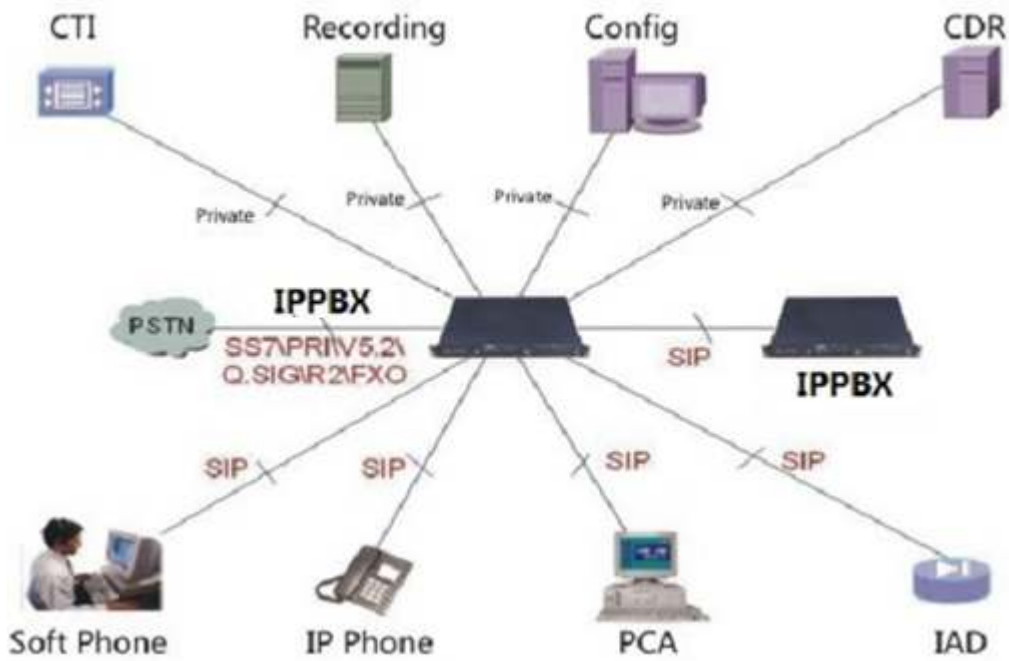 CTI
Recording
Config
CDR
Private
Private
Private
Private
PSTN
IPPBX
SS7\PRI\V5.2\
Q.SIG\R2\FXO
SIP
IPPBX
SIP
SIP
SIP
SIP
Soft Phone
IP Phone
PCA
IAD